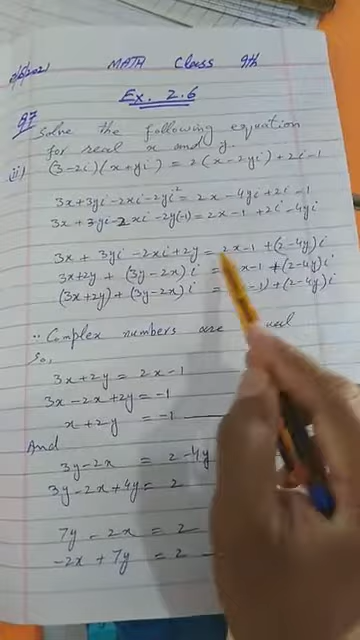 MATH Class 9th
Ex. 2.6
Q7 Solve the following equation
for real x and y.
(ii) (3-2i)(x+yi) = 2(x-2yi)+2i-1
3x+3yi-2xi-2yi² = 2x-4yi+2i-1
3x+3yi-2xi-2y(-1) = 2x-1+2i-4yi
3x+3yi-2xi+2y = 2x-1+(2-4y)i
3x+2y+(3y-2x)i = x-1+(2-4y)i
(3x+2y)+(3y-2x)i = -1)+(2-4y)i
∵ Complex numbers are
So,
3x+2y = 2x-1
3x-2x+2y = -1
x+2y = -1
And
3y-2x = 2-4y
3y-2x+4y = 2
7y-2x = 2
-2x+7y = 2